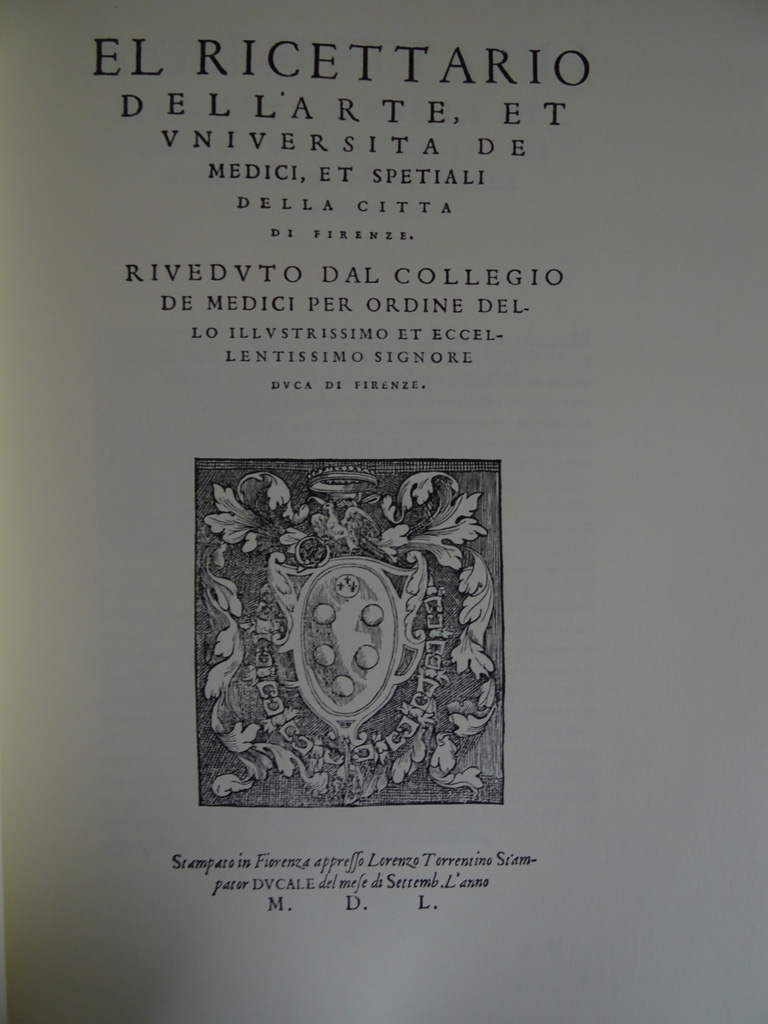 EL RICETTARIO
DELL'ARTE, ET
VNIVERSITA DE
MEDICI, ET SPETIALI
DELLA CITTA
DI FIRENZE.
RIVEDVTO DAL COLLEGIO
DE MEDICI PER ORDINE DEL-
LO ILLVSTRISSIMO ET ECCEL-
LENTISSIMO SIGNORE
DVCA DI FIRENZE.
Stampato in Fiorenza appreſſo Lorenzo Torrentino Stam-
pator DVCALE del meſe di Settemb. L'anno
M. D. L.